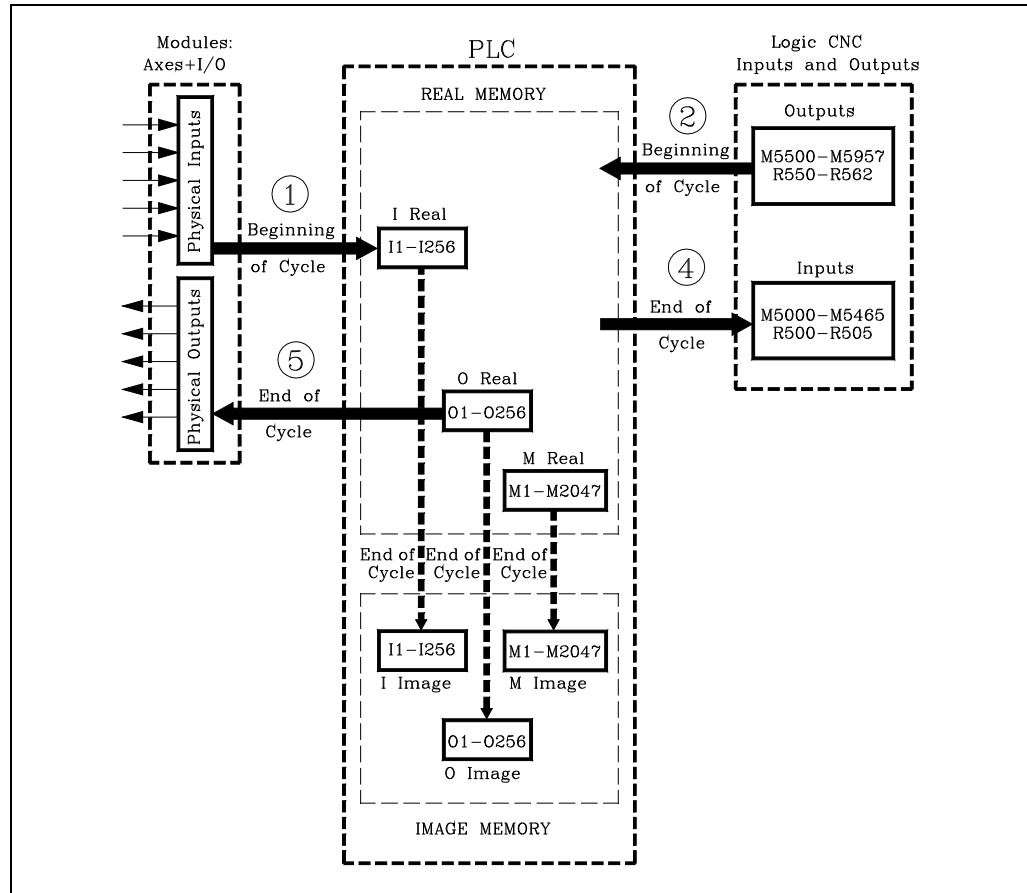 Modules:
Axes+I/O
Physical Inputs
Physical Outputs
1
Beginning
of Cycle
5
End of
Cycle
PLC
REAL MEMORY
I Real
I1-I256
O Real
O1-O256
M Real
M1-M2047
End of
Cycle
End of
Cycle
End of
Cycle
I1-I256
I Image
M1-M2047
M Image
O1-O256
O Image
IMAGE MEMORY
2
Beginning
of Cycle
4
End of
Cycle
Logic CNC
Inputs and Outputs
Outputs
M5500-M5957
R550-R562
Inputs
M5000-M5465
R500-R505